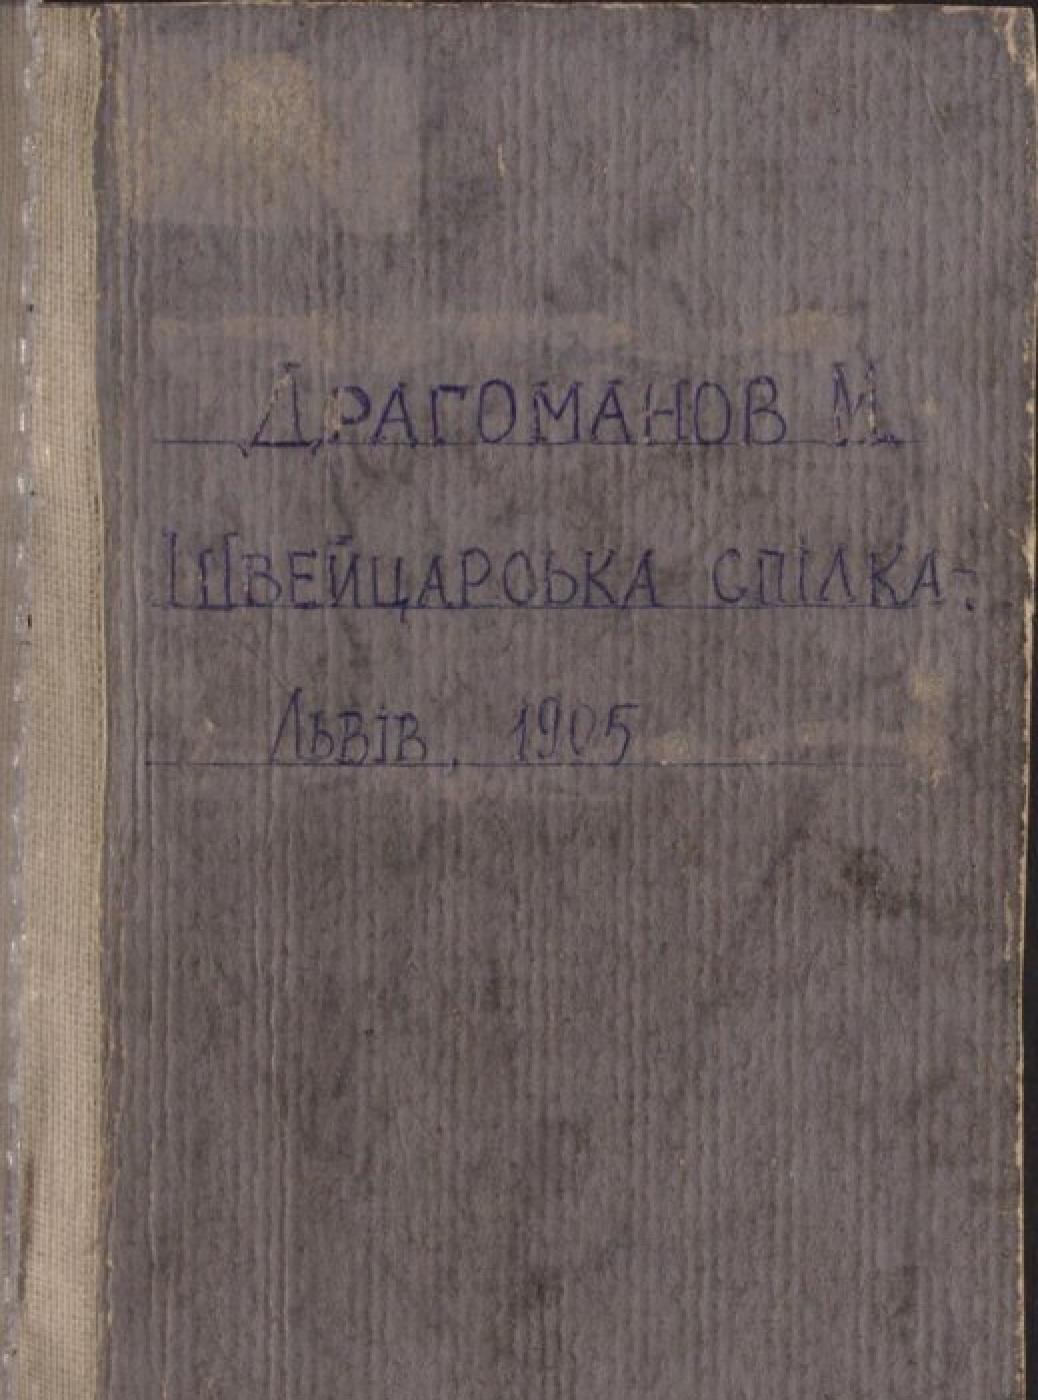 ДРАГОМАНОВ М.
ШВЕЙЦАРСЬКА СПІЛКА.
Львів, 1905